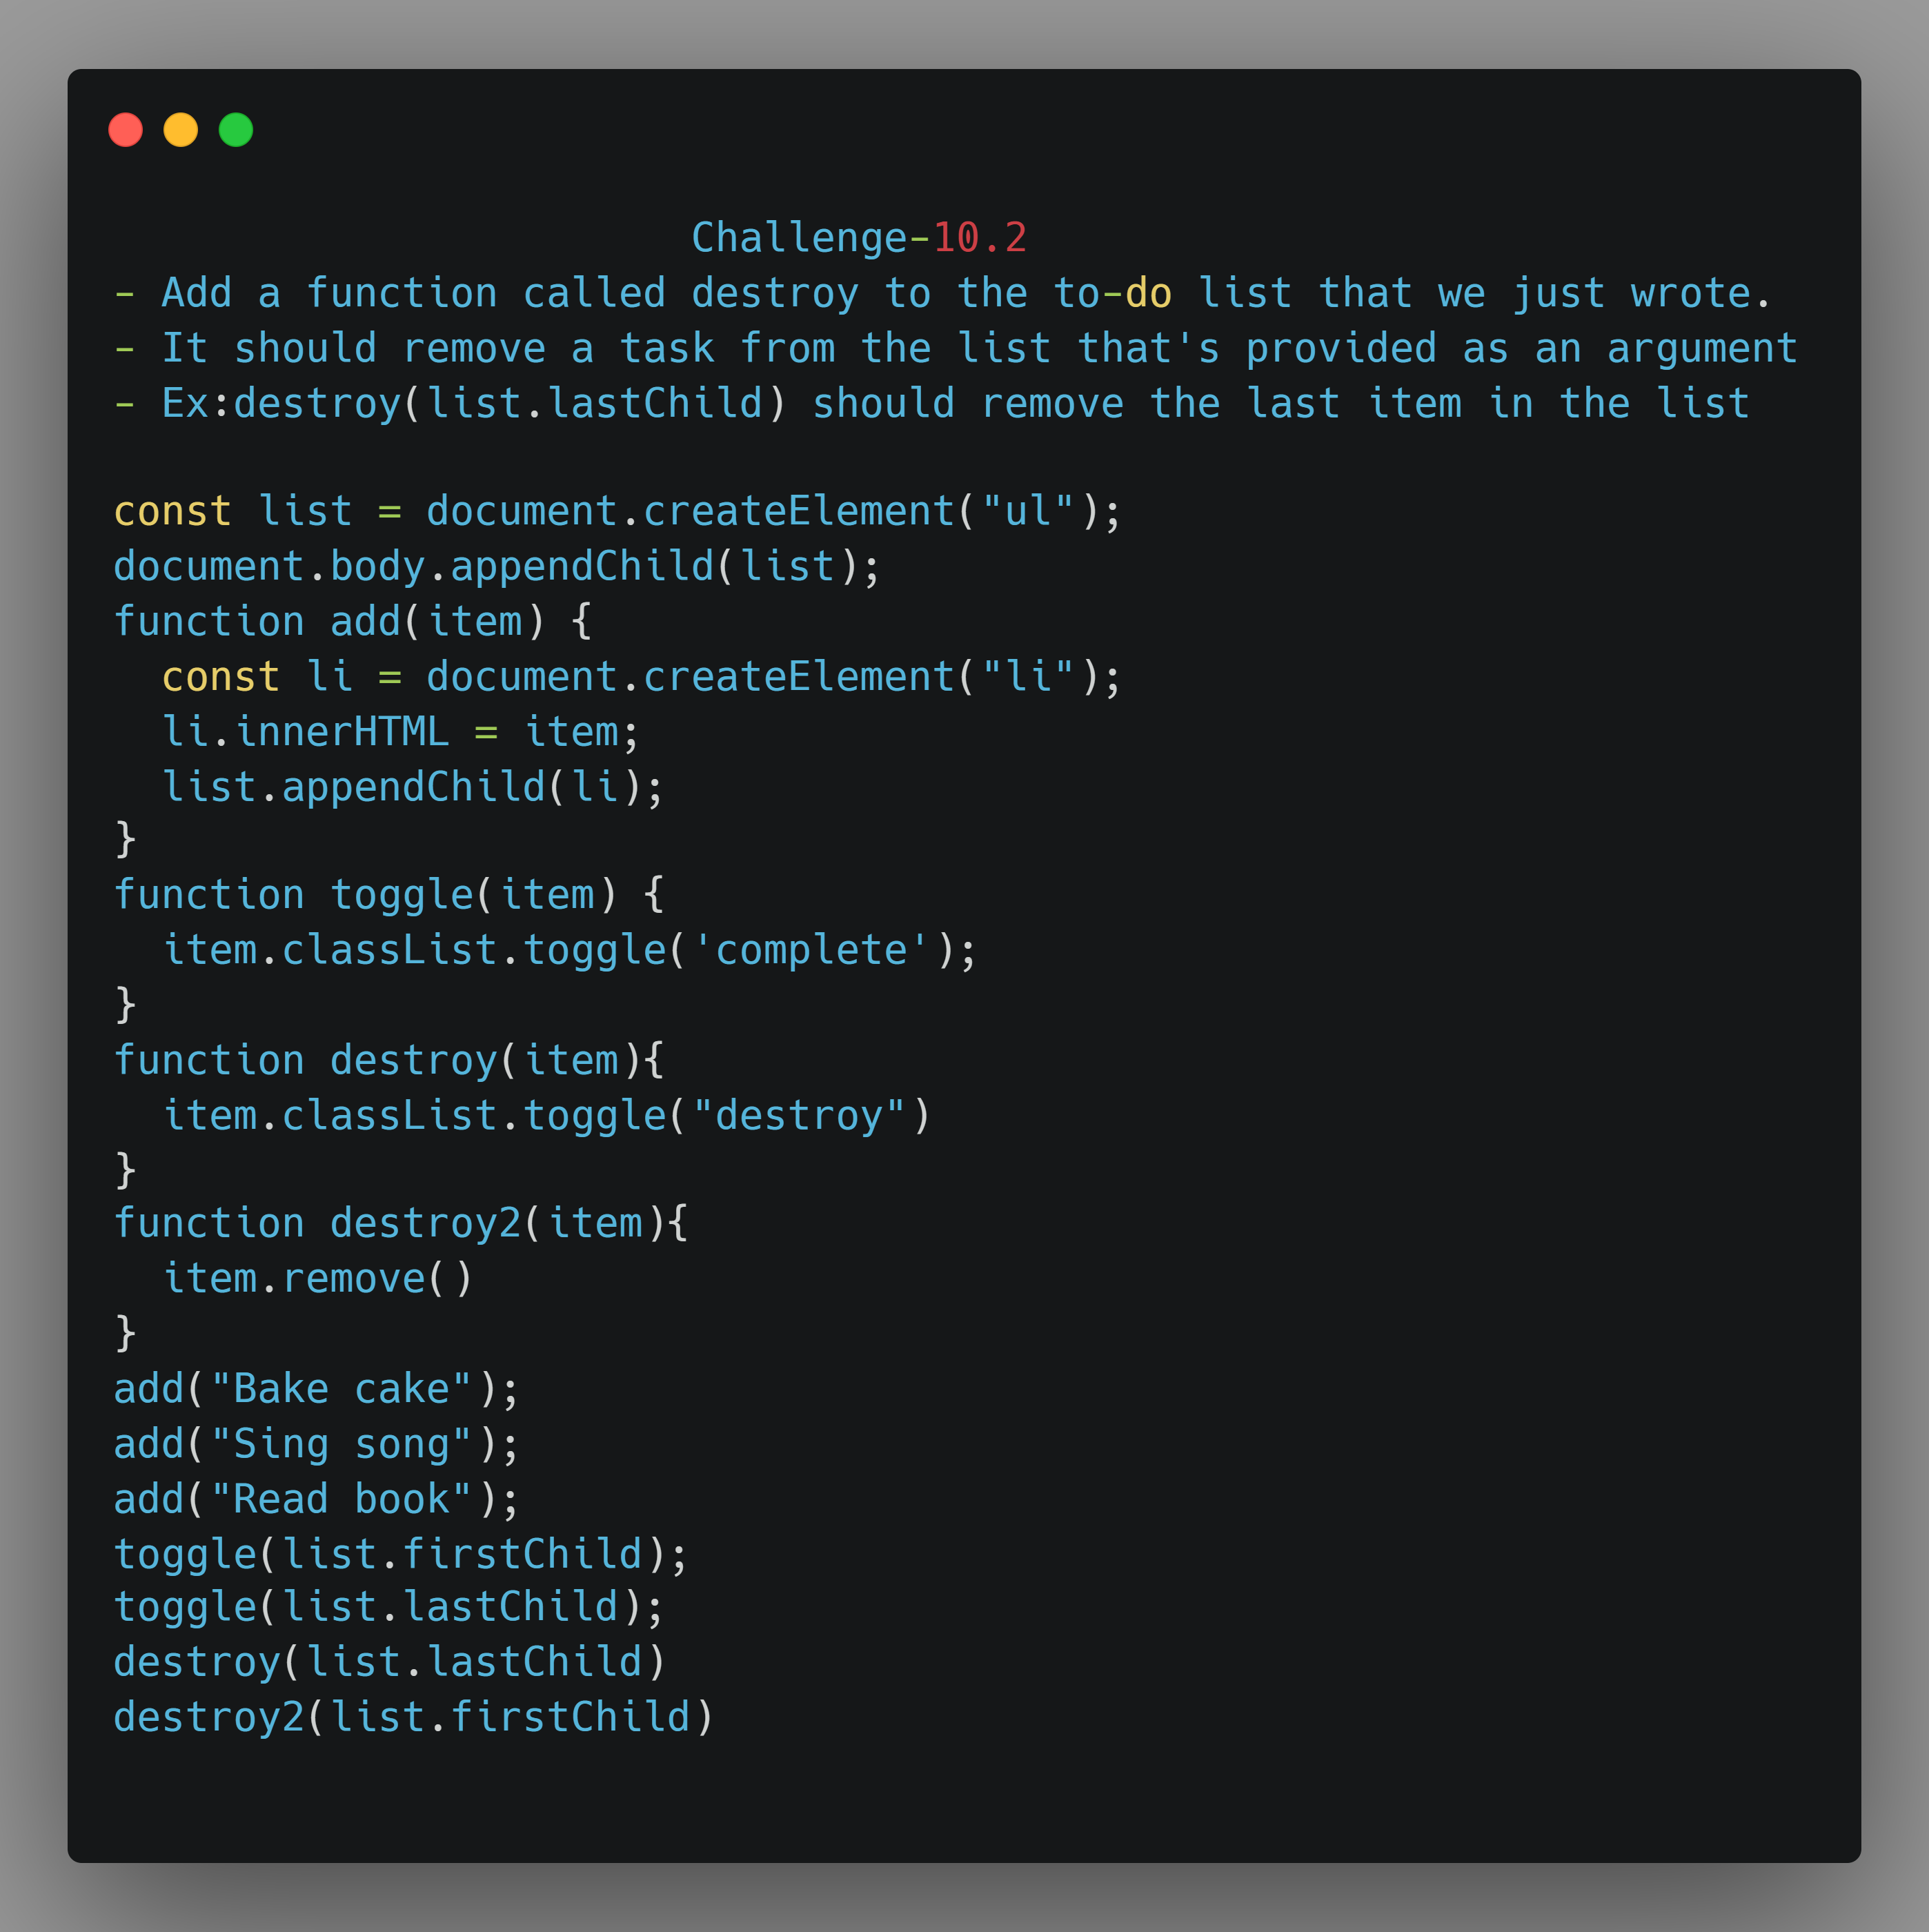 Challenge-10.2
- Add a function called destroy to the to-do list that we just wrote.
- It should remove a task from the list that's provided as an argument
- Ex:destroy(list.lastChild) should remove the last item in the list
const list = document.createElement("ul");
document.body.appendChild(list);
function add(item) {
  const li = document.createElement("li");
  li.innerHTML = item;
  list.appendChild(li);
}
function toggle(item) {
  item.classList.toggle('complete');
}
function destroy(item){
  item.classList.toggle("destroy")
}
function destroy2(item){
  item.remove()
}
add("Bake cake");
add("Sing song");
add("Read book");
toggle(list.firstChild);
toggle(list.lastChild);
destroy(list.lastChild)
destroy2(list.firstChild)